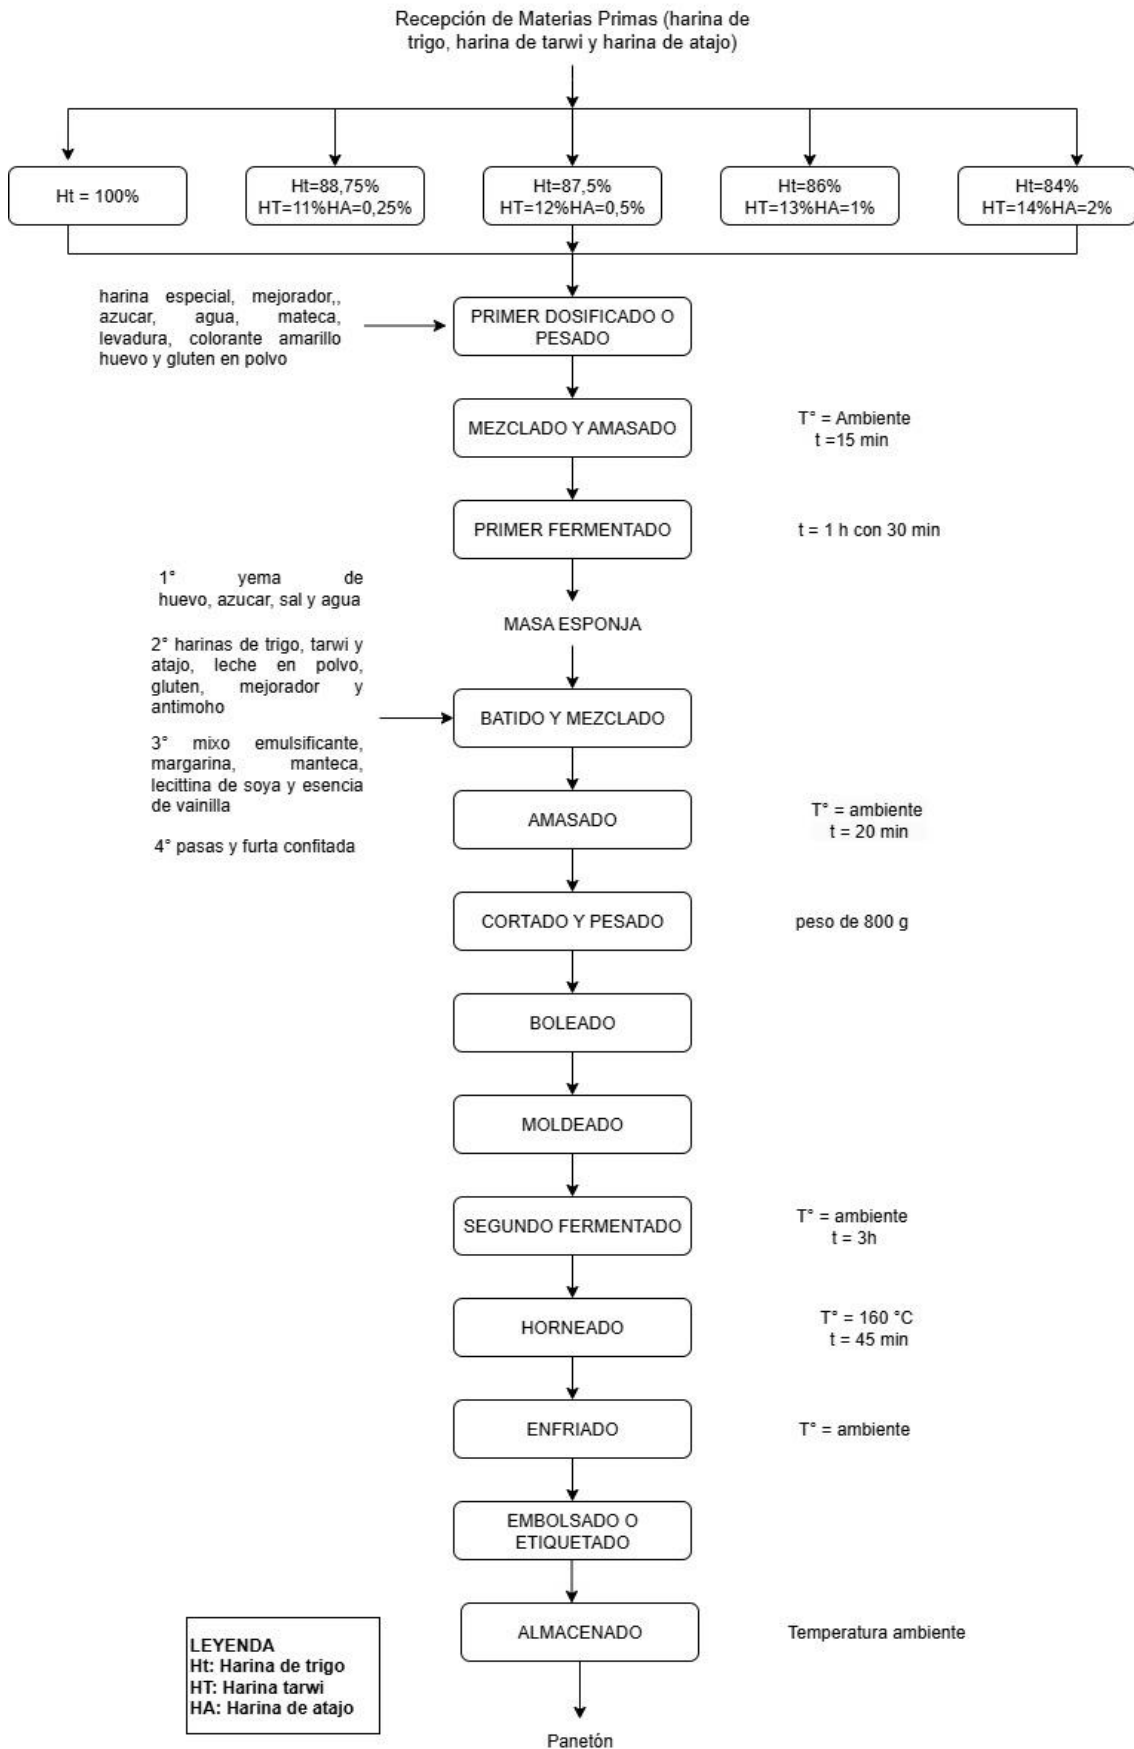 Recepción de Materias Primas (harina de
trigo, harina de tarwi y harina de atajo)
Ht = 100%
Ht=88,75%
HT=11%HA=0,25%
Ht=87,5%
HT=12%HA=0,5%
Ht=86%
HT=13%HA=1%
Ht=84%
HT=14%HA=2%
harina especial, mejorador,,
azucar, agua, mateca,
levadura, colorante amarillo
huevo y gluten en polvo
PRIMER DOSIFICADO O
PESADO
MEZCLADO Y AMASADO
T° = Ambiente
t =15 min
PRIMER FERMENTADO
t = 1 h con 30 min
MASA ESPONJA
1° yema de
huevo, azucar, sal y agua
2° harinas de trigo, tarwi y
atajo, leche en polvo,
gluten, mejorador y
antimoho
3° mixo emulsificante,
margarina, manteca,
lecittina de soya y esencia
de vainilla
4° pasas y furta confitada
BATIDO Y MEZCLADO
AMASADO
T° = ambiente
t = 20 min
CORTADO Y PESADO
peso de 800 g
BOLEADO
MOLDEADO
SEGUNDO FERMENTADO
T° = ambiente
t = 3h
HORNEADO
T° = 160 °C
t = 45 min
ENFRIADO
T° = ambiente
EMBOLSADO O
ETIQUETADO
ALMACENADO
Temperatura ambiente
LEYENDA
Ht: Harina de trigo
HT: Harina tarwi
HA: Harina de atajo
Panetón